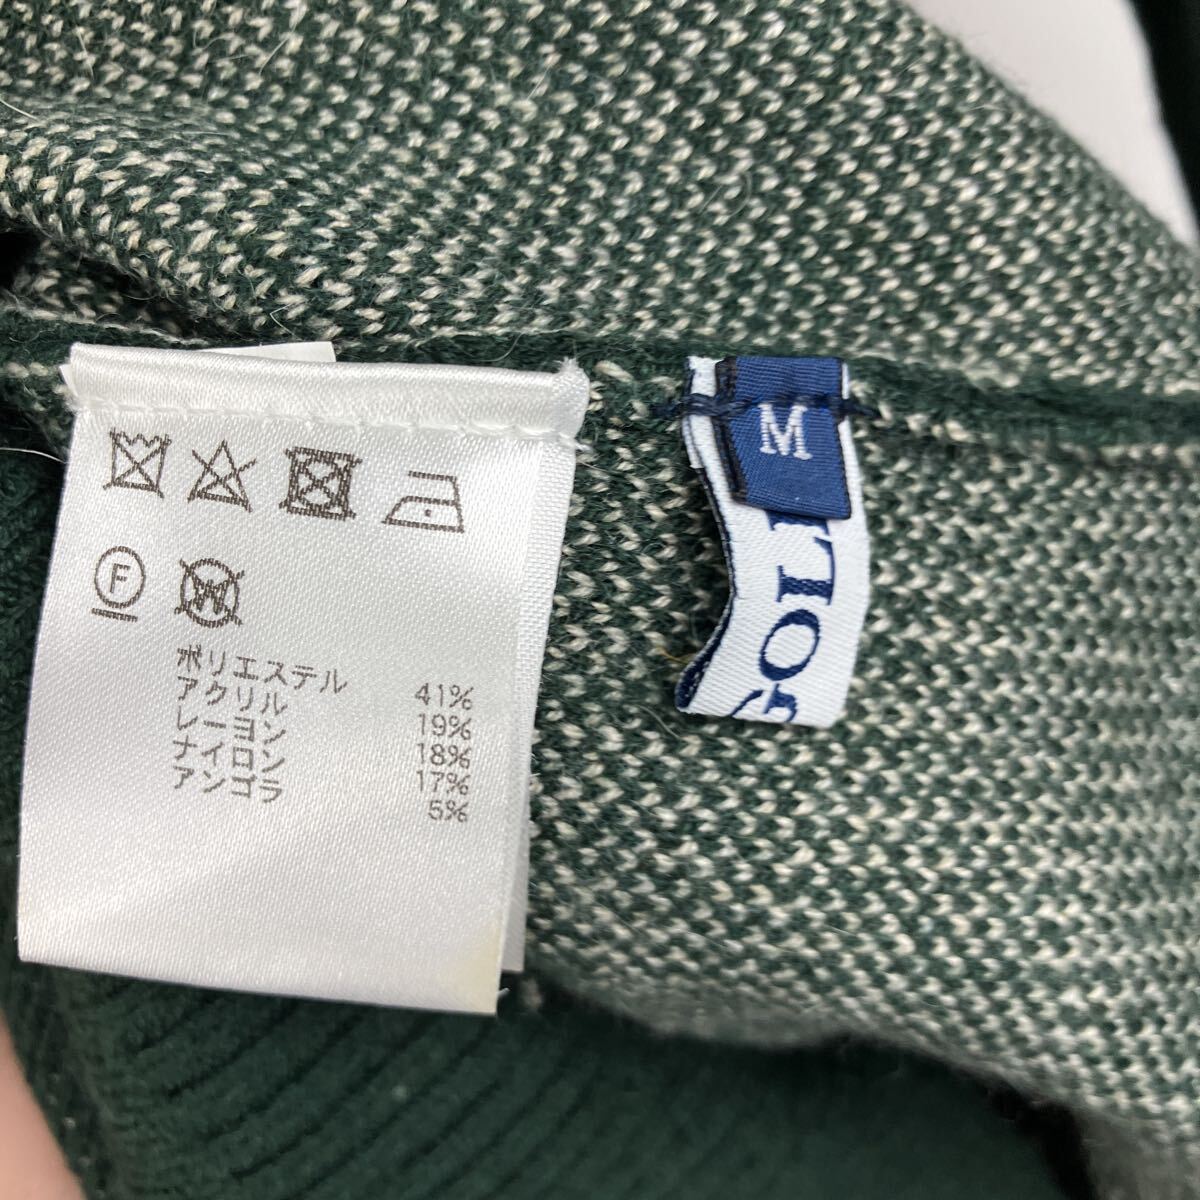 F
W
ポリエステル 41%
アクリル 19%
レーヨン 18%
ナイロン 17%
アンゴラ 5%
M
GOLF